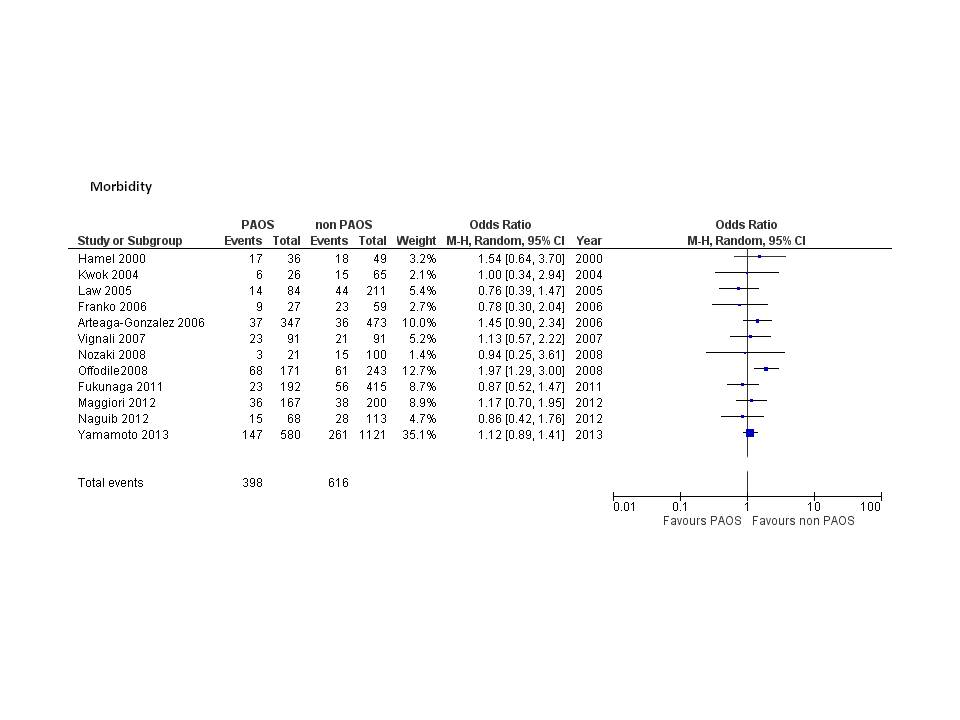 Morbidity
PAOS non PAOS Odds Ratio Odds Ratio
Study or Subgroup Events Total Events Total Weight M-H, Random, 95% CI Year M-H, Random, 95% CI
Hamel 2000 17 36 18 49 3.2% 1.54 [0.64, 3.70] 2000
Kwok 2004 6 26 15 65 2.1% 1.00 [0.34, 2.94] 2004
Law 2005 14 84 44 211 5.4% 0.76 [0.39, 1.47] 2005
Franko 2006 9 27 23 59 2.7% 0.78 [0.30, 2.04] 2006
Arteaga-Gonzalez 2006 37 347 36 473 10.0% 1.45 [0.90, 2.34] 2006
Vignali 2007 23 91 21 91 5.2% 1.13 [0.57, 2.22] 2007
Nozaki 2008 3 21 15 100 1.4% 0.94 [0.25, 3.61] 2008
Offodile2008 68 171 61 243 12.7% 1.97 [1.29, 3.00] 2008
Fukunaga 2011 23 192 56 415 8.7% 0.87 [0.52, 1.47] 2011
Maggiori 2012 36 167 38 200 8.9% 1.17 [0.70, 1.95] 2012
Naguib 2012 15 68 28 113 4.6% 0.86 [0.42, 1.76] 2012
Yamamoto 2013 147 580 261 1121 35.1% 1.12 [0.89, 1.41] 2013
Total events 398 616
0.01 0.1 1 10 100
Favours PAOS Favours non PAOS